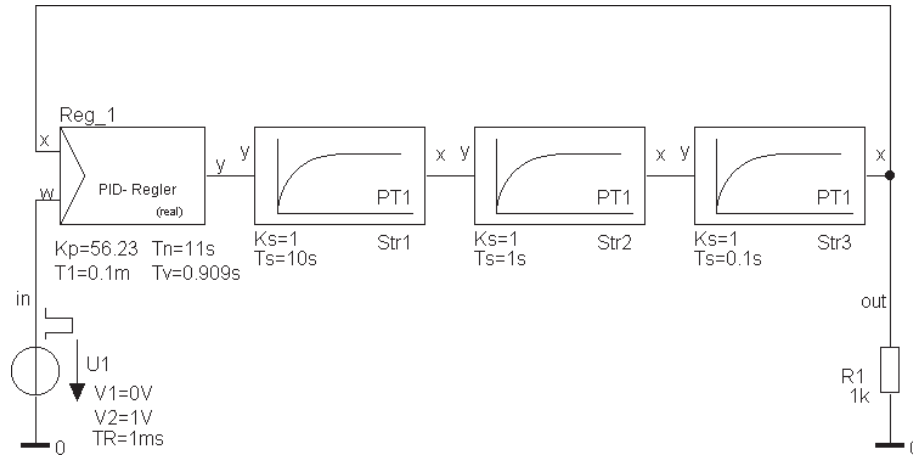 Reg_1
x
w
PID- Regler
(real)
y
Kp=56.23 Tn=11s
T1=0.1m Tv=0.909s
y
PT1
x
Ks=1
Str1
Ts=10s
y
PT1
x
Ks=1
Str2
Ts=1s
y
PT1
x
Ks=1
Str3
Ts=0.1s
in
U1
V1=0V
V2=1V
TR=1ms
0
out
R1
1k
0